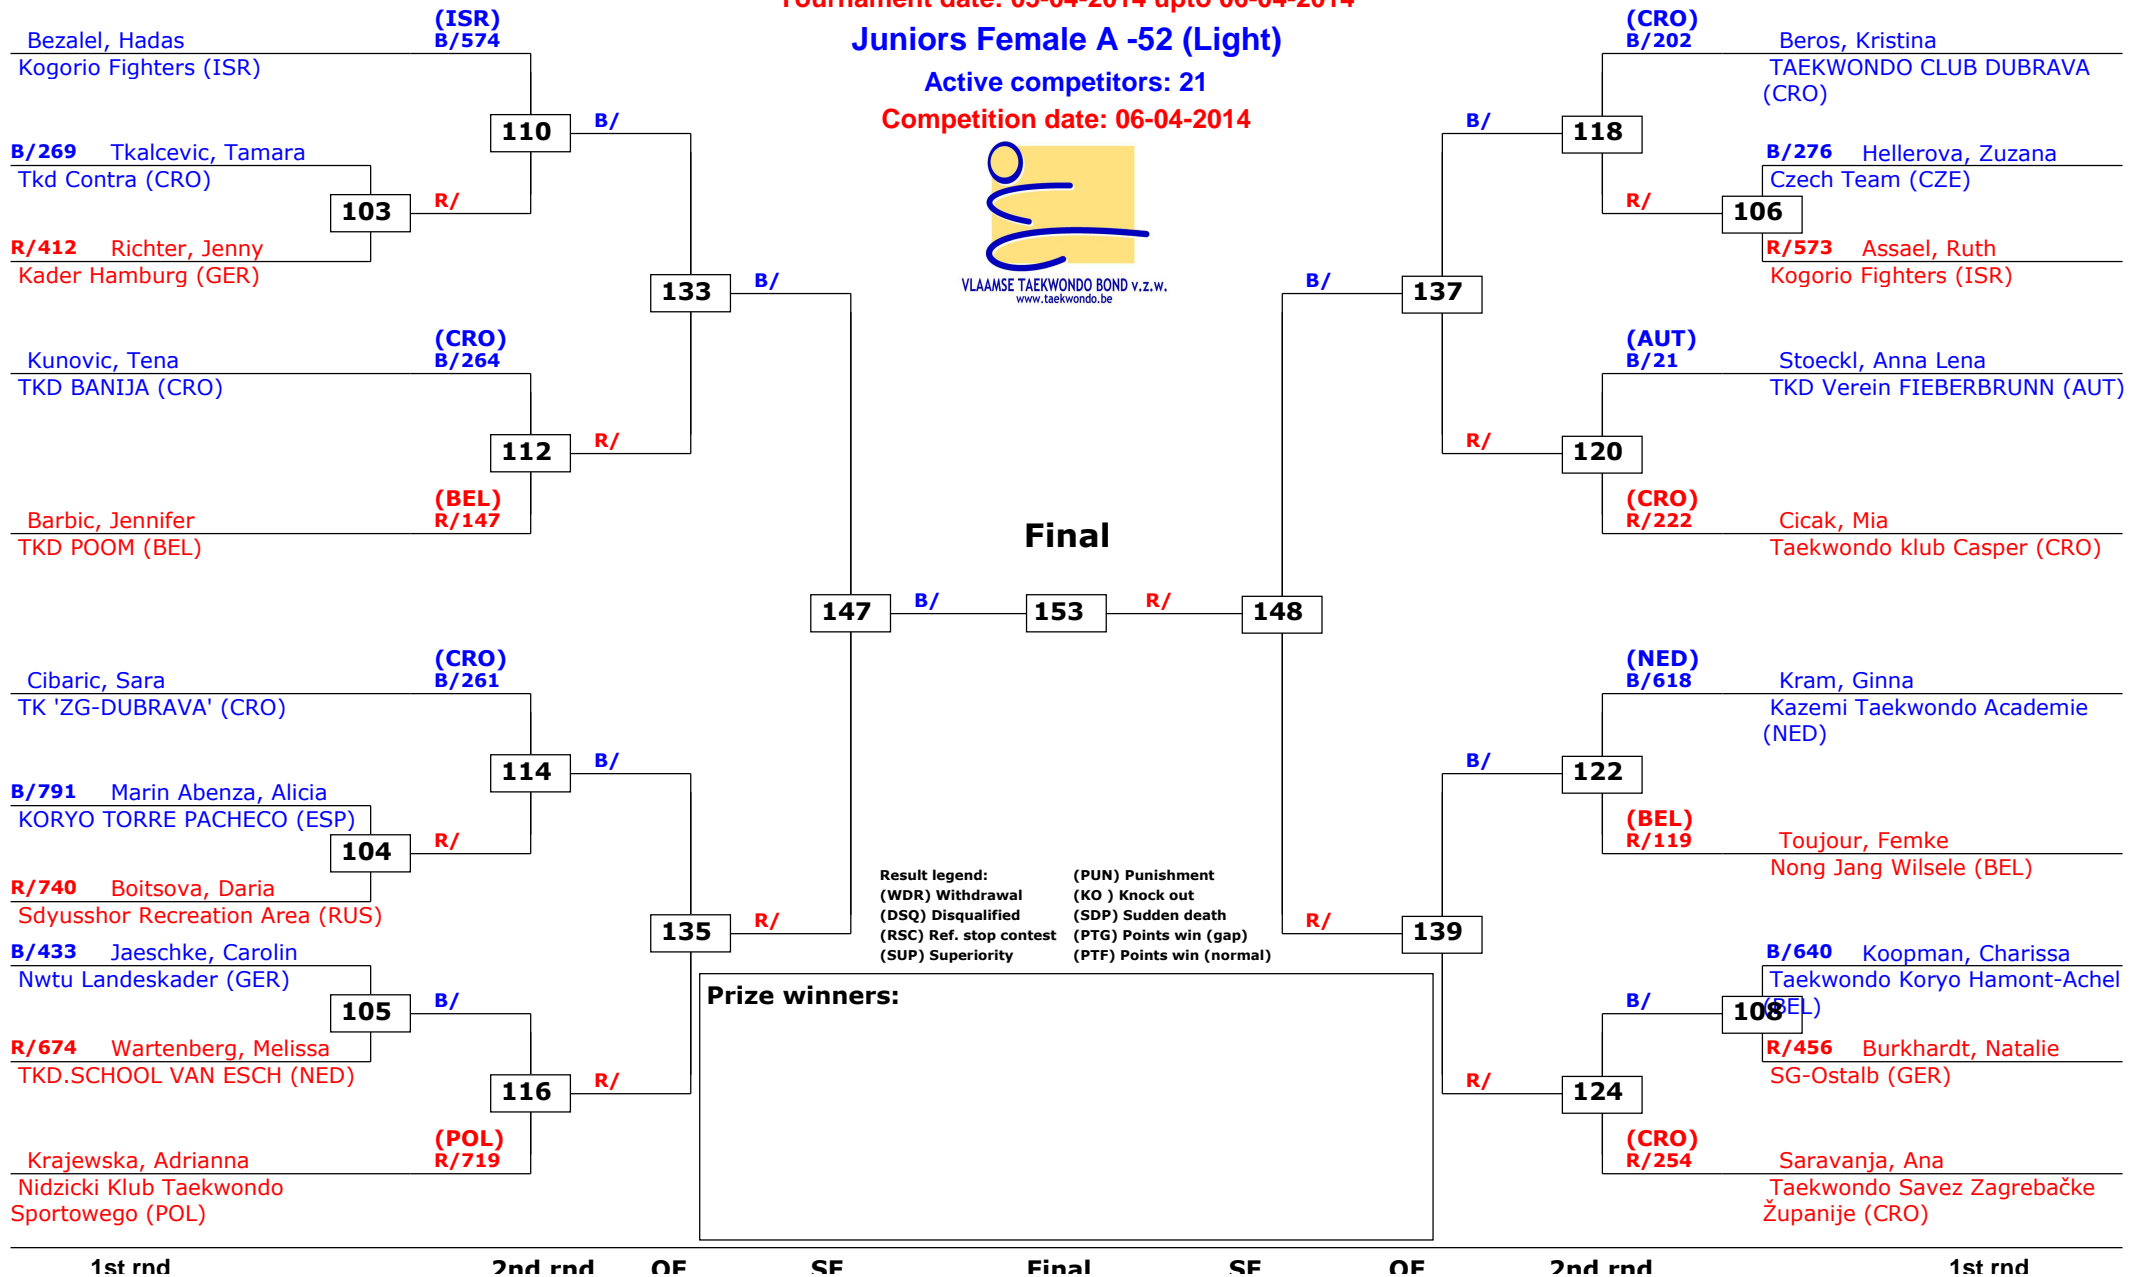 Tournament date: 05-04-2014 upto 06-04-2014
Juniors Female A -52 (Light)
Active competitors: 21
Competition date: 06-04-2014
VLAAMSE TAEKWONDO BOND v.z.w.
www.taekwondo.be
(ISR)
Bezalel, Hadas B/574
Kogorio Fighters (ISR)
110 B/
B/269 Tkalcevic, Tamara
Tkd Contra (CRO)
103 R/
R/412 Richter, Jenny
Kader Hamburg (GER)
133 B/
(CRO)
Kunovic, Tena B/264
TKD BANIJA (CRO)
112 R/
(BEL)
Barbic, Jennifer R/147
TKD POOM (BEL)
147 B/
(CRO)
Cibaric, Sara B/261
TK 'ZG-DUBRAVA' (CRO)
114 B/
B/791 Marin Abenza, Alicia
KORYO TORRE PACHECO (ESP)
104 R/
R/740 Boitsova, Daria
Sdyusshor Recreation Area (RUS)
135 R/
B/433 Jaeschke, Carolin
Nwtu Landeskader (GER)
105 B/
R/674 Wartenberg, Melissa
TKD.SCHOOL VAN ESCH (NED)
116 R/
(POL)
Krajewska, Adrianna R/719
Nidzicki Klub Taekwondo
Sportowego (POL)
Final
153
(CRO)
B/202 Beros, Kristina
TAEKWONDO CLUB DUBRAVA
(CRO)
B/ 118
B/276 Hellerova, Zuzana
Czech Team (CZE)
R/ 106
R/573 Assael, Ruth
Kogorio Fighters (ISR)
B/ 137
(AUT)
B/21 Stoeckl, Anna Lena
TKD Verein FIEBERBRUNN (AUT)
R/ 120
(CRO)
R/222 Cicak, Mia
Taekwondo klub Casper (CRO)
R/ 148
(NED)
B/618 Kram, Ginna
Kazemi Taekwondo Academie
(NED)
B/ 122
(BEL)
R/119 Toujour, Femke
Nong Jang Wilsele (BEL)
R/ 139
B/640 Koopman, Charissa
Taekwondo Koryo Hamont-Achel
(BEL)
B/ 108
R/456 Burkhardt, Natalie
SG-Ostalb (GER)
R/ 124
(CRO)
R/254 Saravanja, Ana
Taekwondo Savez Zagrebačke
Županije (CRO)
Result legend: (PUN) Punishment
(WDR) Withdrawal (KO ) Knock out
(DSQ) Disqualified (SDP) Sudden death
(RSC) Ref. stop contest (PTG) Points win (gap)
(SUP) Superiority (PTF) Points win (normal)
Prize winners:
1st rnd 2nd rnd QF SF Final SF QF 2nd rnd 1st rnd